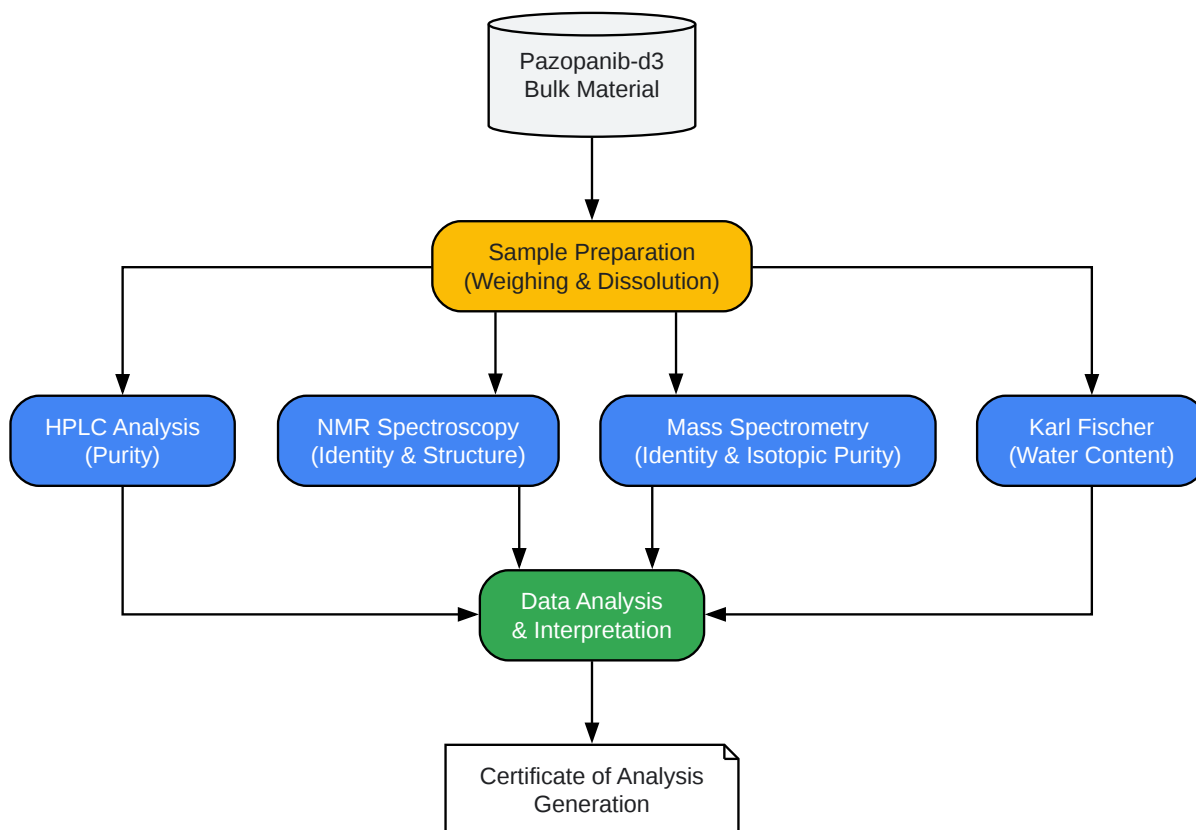 Pazopanib-d3
Bulk Material
Sample Preparation
(Weighing & Dissolution)
HPLC Analysis
(Purity)
NMR Spectroscopy
(Identity & Structure)
Mass Spectrometry
(Identity & Isotopic Purity)
Karl Fischer
(Water Content)
Data Analysis
& Interpretation
Certificate of Analysis
Generation